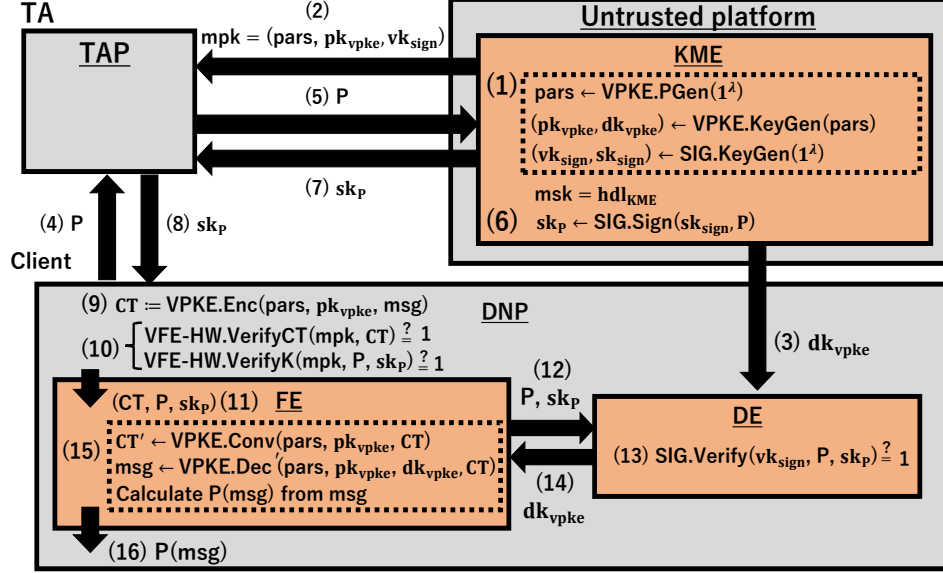 TA
TAP
(2)
mpk = (pars, pk_vpke, vk_sign)
(5) P
(7) sk_P
(4) P
(8) sk_P
Client
Untrusted platform
KME
(1)
pars ← VPKE.PGen(1^λ)
(pk_vpke, dk_vpke) ← VPKE.KeyGen(pars)
(vk_sign, sk_sign) ← SIG.KeyGen(1^λ)
msk = hdl_KME
(6) sk_P ← SIG.Sign(sk_sign, P)
(3) dk_vpke
DNP
(9) CT := VPKE.Enc(pars, pk_vpke, msg)
(10)
VFE-HW.VerifyCT(mpk, CT) ≟ 1
VFE-HW.VerifyK(mpk, P, sk_P) ≟ 1
(CT, P, sk_P) (11) FE
(15)
CT′ ← VPKE.Conv(pars, pk_vpke, CT)
msg ← VPKE.Dec′(pars, pk_vpke, dk_vpke, CT)
Calculate P(msg) from msg
(16) P(msg)
(12)
P, sk_P
(14)
dk_vpke
DE
(13) SIG.Verify(vk_sign, P, sk_P) ≟ 1